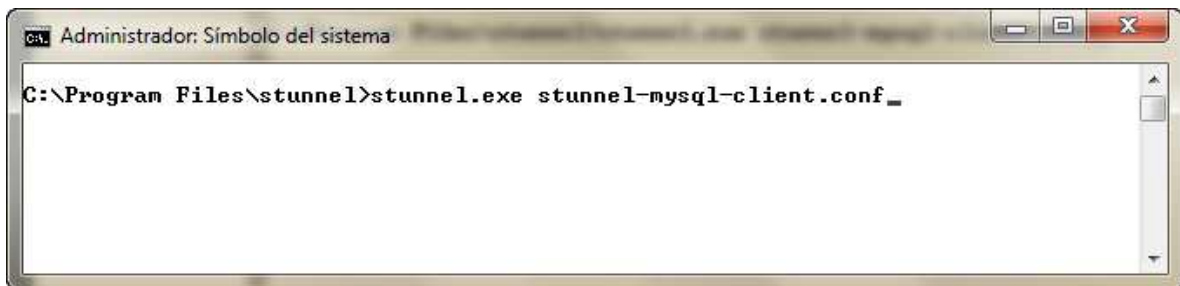 Administrador: Símbolo del sistema
C:\Program Files\stunnel>stunnel.exe stunnel-mysql-client.conf_